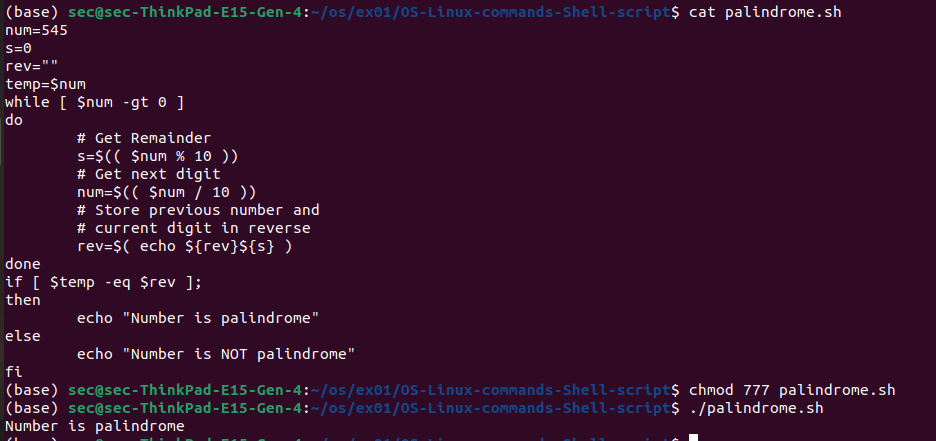 (base) sec@sec-ThinkPad-E15-Gen-4:~/os/ex01/OS-Linux-commands-Shell-script$ cat palindrome.sh
num=545
s=0
rev=""
temp=$num
while [ $num -gt 0 ]
do
        # Get Remainder
        s=$(( $num % 10 ))
        # Get next digit
        num=$(( $num / 10 ))
        # Store previous number and
        # current digit in reverse
        rev=$( echo ${rev}${s} )
done
if [ $temp -eq $rev ];
then
        echo "Number is palindrome"
else
        echo "Number is NOT palindrome"
fi
(base) sec@sec-ThinkPad-E15-Gen-4:~/os/ex01/OS-Linux-commands-Shell-script$ chmod 777 palindrome.sh
(base) sec@sec-ThinkPad-E15-Gen-4:~/os/ex01/OS-Linux-commands-Shell-script$ ./palindrome.sh
Number is palindrome